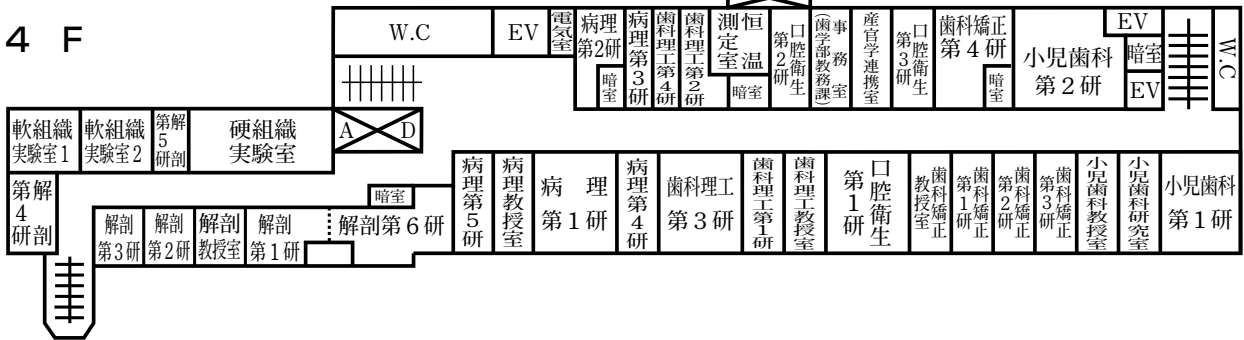 4 F
W.C
EV
電気室
病理
第2研
暗室
病理第3研
歯科理工第4研
歯科理工第2研
恒温
測定室
暗室
口腔衛生
第2研
事務室
(歯学部教務課)
産官学連携室
口腔衛生
第3研
歯科矯正
第4研
暗室
小児歯科
第2研
EV
暗室
EV
W.C
軟組織
実験室1
軟組織
実験室2
解剖
第5研
硬組織
実験室
A D
解剖
第4研
解剖
第3研
解剖
第2研
解剖
教授室
解剖
第1研
暗室
解剖第6研
病理第5研
病理教授室
病理
第1研
病理第4研
歯科理工
第3研
歯科理工第1研
歯科理工教授室
口腔衛生
第1研
歯科矯正
教授室
歯科矯正
第1研
歯科矯正
第2研
歯科矯正
第3研
小児歯科教授室
小児歯科研究室
小児歯科
第1研